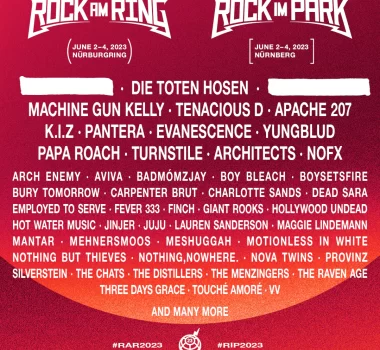 ROCK AM RING
ROCK IM PARK
JUNE 2–4, 2023
NÜRBURGRING
JUNE 2–4, 2023
NÜRNBERG
· DIE TOTEN HOSEN ·
MACHINE GUN KELLY · TENACIOUS D · APACHE 207
K.I.Z · PANTERA · EVANESCENCE · YUNGBLUD
PAPA ROACH · TURNSTILE · ARCHITECTS · NOFX
ARCH ENEMY · AVIVA · BADMÓMZJAY · BOY BLEACH · BOYSETSFIRE
BURY TOMORROW · CARPENTER BRUT · CHARLOTTE SANDS · DEAD SARA
EMPLOYED TO SERVE · FEVER 333 · FINCH · GIANT ROOKS · HOLLYWOOD UNDEAD
HOT WATER MUSIC · JINJER · JUJU · LAUREN SANDERSON · MAGGIE LINDEMANN
MANTAR · MEHNERSMOOS · MESHUGGAH · MOTIONLESS IN WHITE
NOTHING BUT THIEVES · NOTHING,NOWHERE. · NOVA TWINS · PROVINZ
SILVERSTEIN · THE CHATS · THE DISTILLERS · THE MENZINGERS · THE RAVEN AGE
THREE DAYS GRACE · TOUCHÉ AMORÉ · VV
AND MANY MORE
#RAR2023 #RIP2023